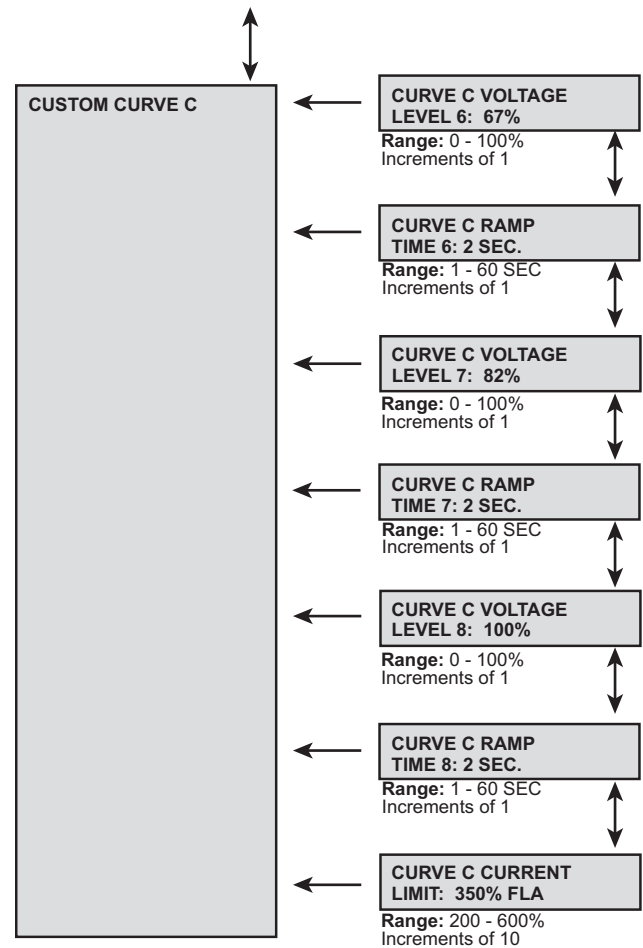 CUSTOM CURVE C
CURVE C VOLTAGE
LEVEL 6: 67%
Range: 0 - 100%
Increments of 1
CURVE C RAMP
TIME 6: 2 SEC.
Range: 1 - 60 SEC
Increments of 1
CURVE C VOLTAGE
LEVEL 7: 82%
Range: 0 - 100%
Increments of 1
CURVE C RAMP
TIME 7: 2 SEC.
Range: 1 - 60 SEC
Increments of 1
CURVE C VOLTAGE
LEVEL 8: 100%
Range: 0 - 100%
Increments of 1
CURVE C RAMP
TIME 8: 2 SEC.
Range: 1 - 60 SEC
Increments of 1
CURVE C CURRENT
LIMIT: 350% FLA
Range: 200 - 600%
Increments of 10